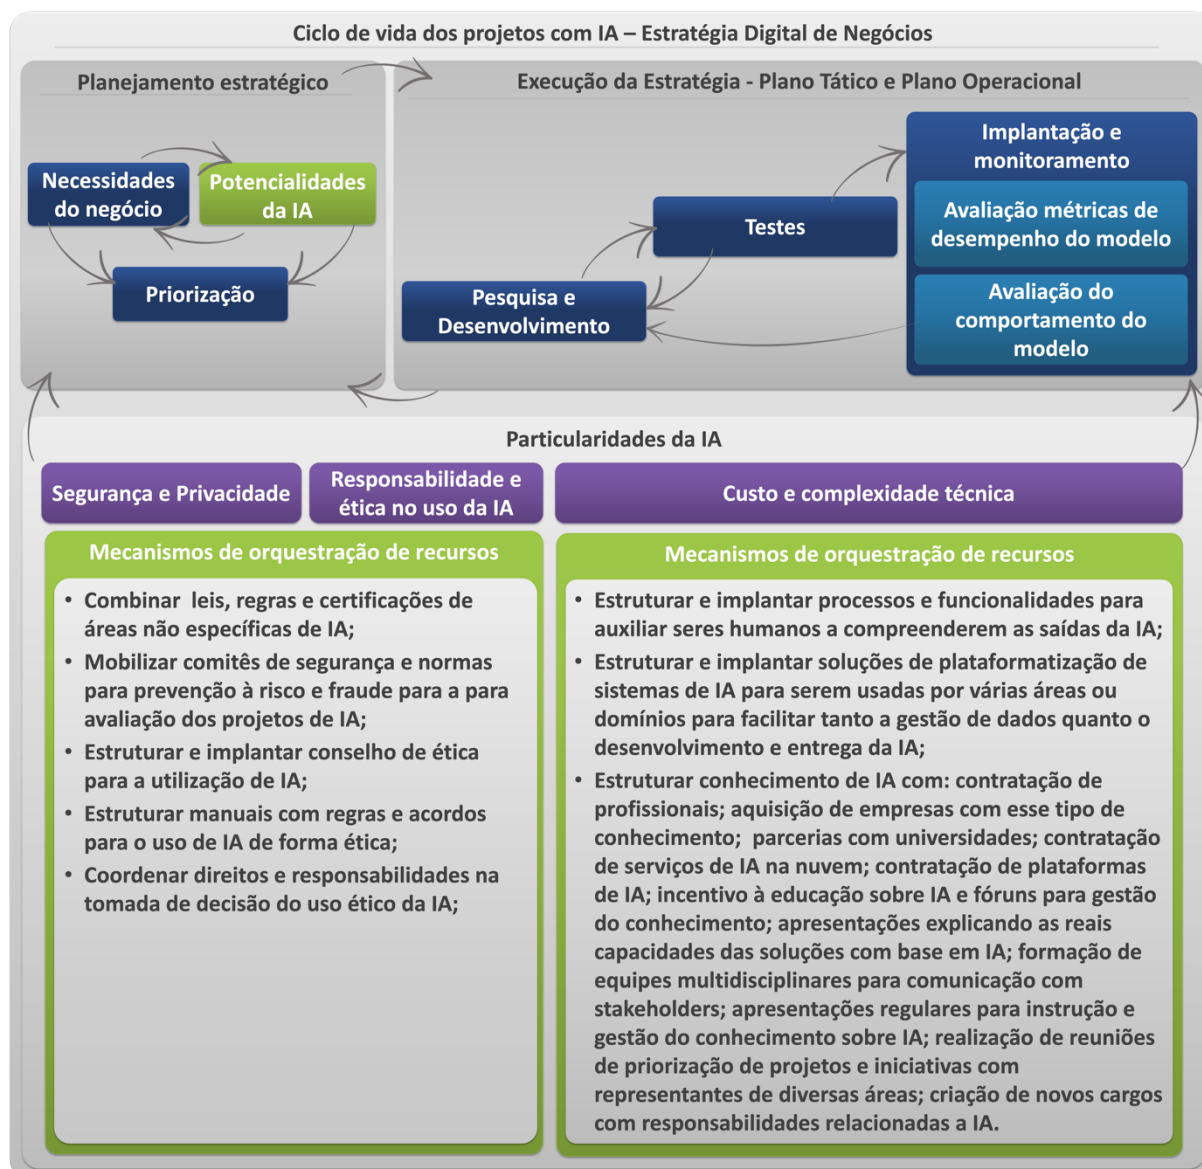 Ciclo de vida dos projetos com IA – Estratégia Digital de Negócios
Planejamento estratégico
Necessidades
do negócio
Potencialidades
da IA
Priorização
Execução da Estratégia - Plano Tático e Plano Operacional
Pesquisa e
Desenvolvimento
Testes
Implantação e
monitoramento
Avaliação métricas de
desempenho do modelo
Avaliação do
comportamento do
modelo
Particularidades da IA
Segurança e Privacidade
Responsabilidade e
ética no uso da IA
Mecanismos de orquestração de recursos
• Combinar leis, regras e certificações de
áreas não específicas de IA;
• Mobilizar comitês de segurança e normas
para prevenção à risco e fraude para a para
avaliação dos projetos de IA;
• Estruturar e implantar conselho de ética
para a utilização de IA;
• Estruturar manuais com regras e acordos
para o uso de IA de forma ética;
• Coordenar direitos e responsabilidades na
tomada de decisão do uso ético da IA;
Custo e complexidade técnica
Mecanismos de orquestração de recursos
• Estruturar e implantar processos e funcionalidades para
auxiliar seres humanos a compreenderem as saídas da IA;
• Estruturar e implantar soluções de plataformatização de
sistemas de IA para serem usadas por várias áreas ou
domínios para facilitar tanto a gestão de dados quanto o
desenvolvimento e entrega da IA;
• Estruturar conhecimento de IA com: contratação de
profissionais; aquisição de empresas com esse tipo de
conhecimento; parcerias com universidades; contratação
de serviços de IA na nuvem; contratação de plataformas
de IA; incentivo à educação sobre IA e fóruns para gestão
do conhecimento; apresentações explicando as reais
capacidades das soluções com base em IA; formação de
equipes multidisciplinares para comunicação com
stakeholders; apresentações regulares para instrução e
gestão do conhecimento sobre IA; realização de reuniões
de priorização de projetos e iniciativas com
representantes de diversas áreas; criação de novos cargos
com responsabilidades relacionadas a IA.